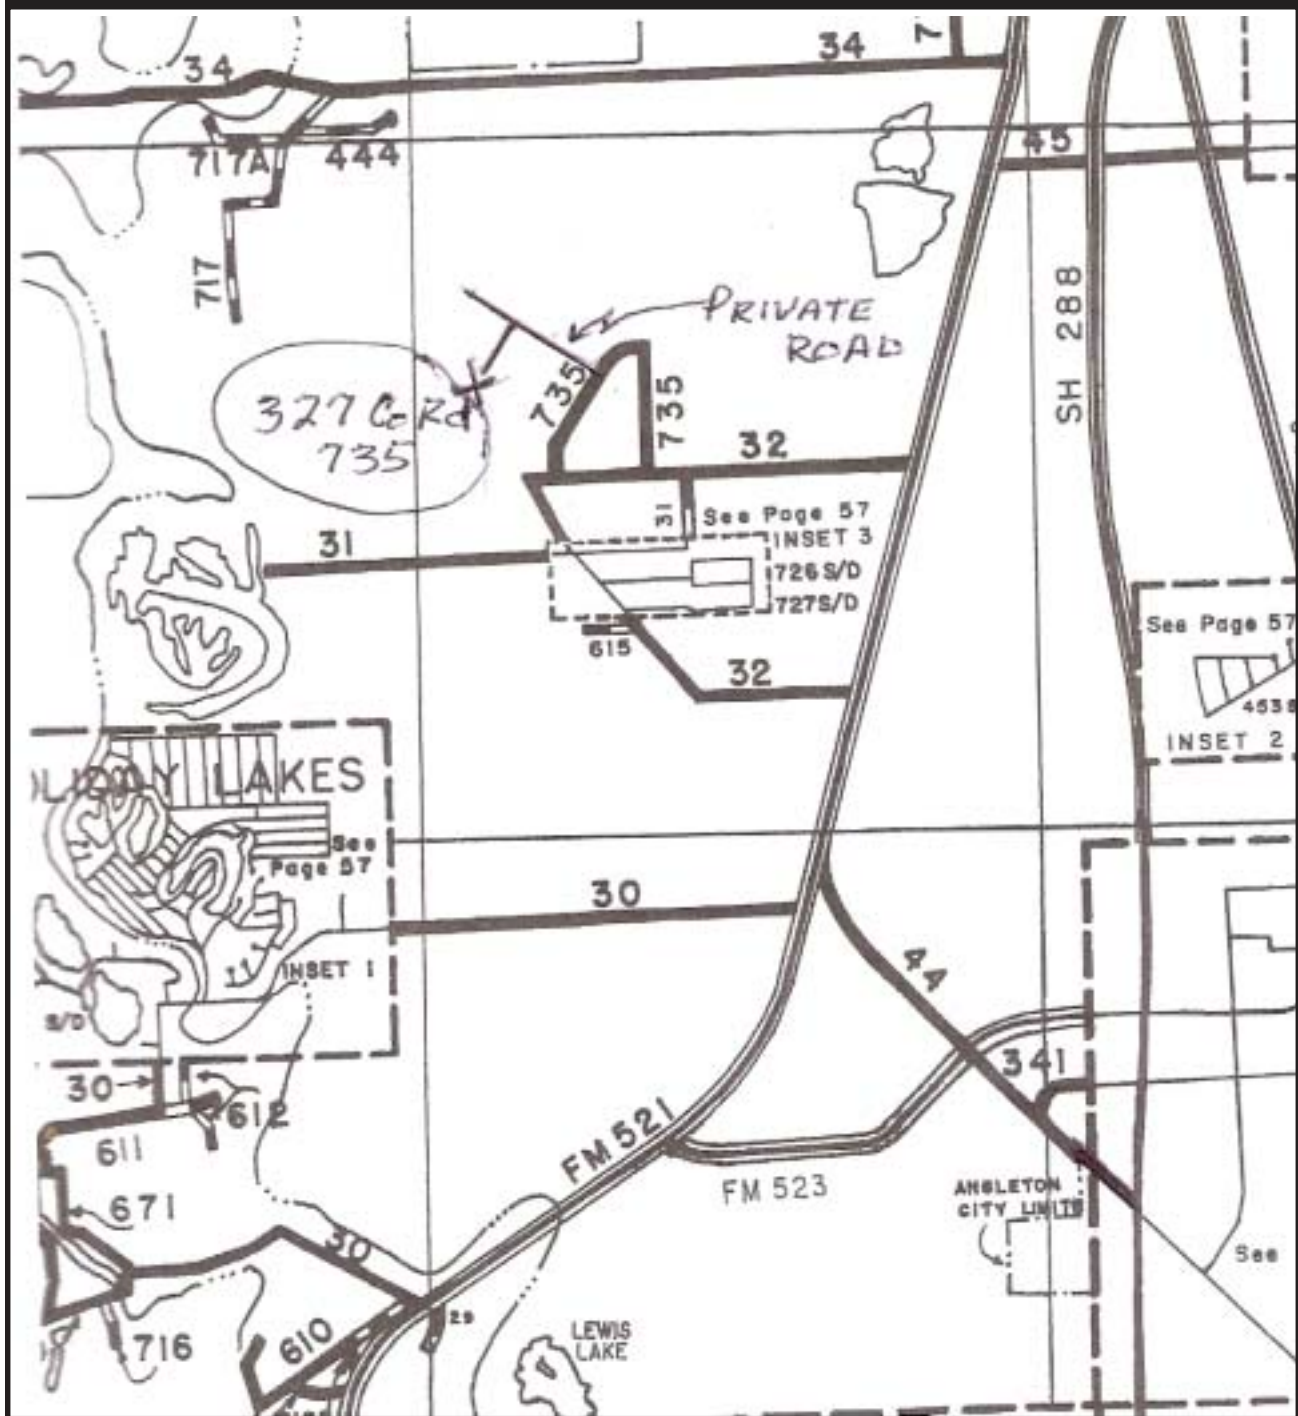 34
34
7
717A
444
45
717
SH 288
PRIVATE
ROAD
327 Co Rd
735
735
735
32
31
See Page 57
INSET 3
726 S/D
727 S/D
31
615
32
See Page 57
453
INSET 2
LAKES
See
Page 57
30
INSET 1
S/D
44
341
30
612
611
671
FM 521
FM 523
ANGLETON
CITY LIMITS
See
30
29
610
716
LEWIS
LAKE